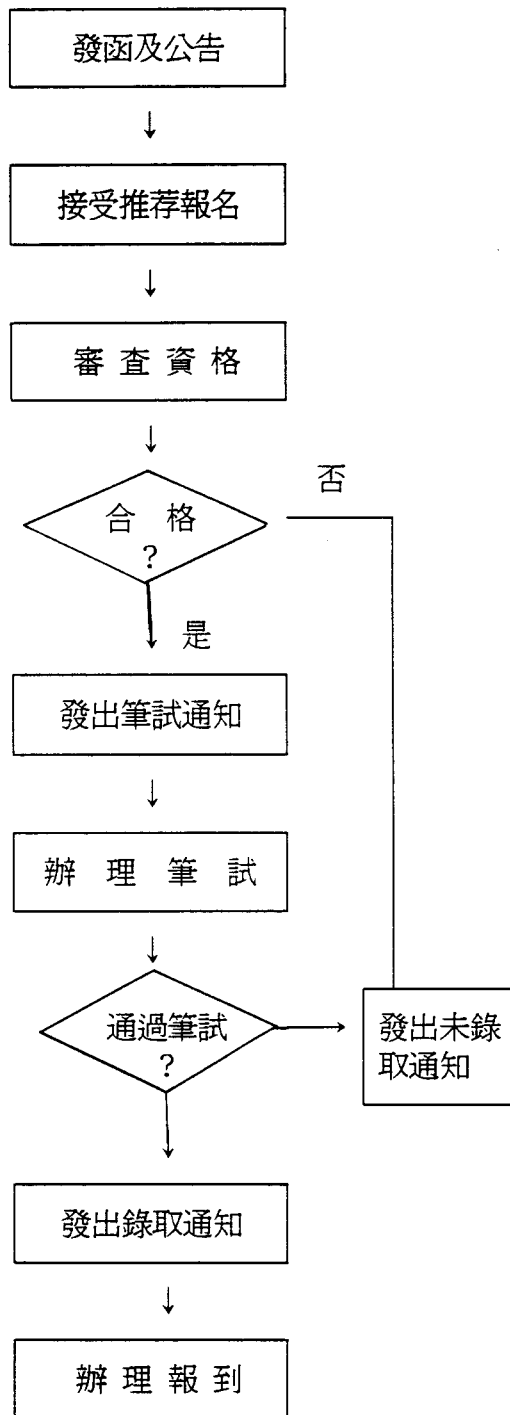 發函及公告
接受推荐報名
審查資格
合格
?
否
是
發出筆試通知
辦理筆試
通過筆試
?
發出未錄
取通知
發出錄取通知
辦理報到